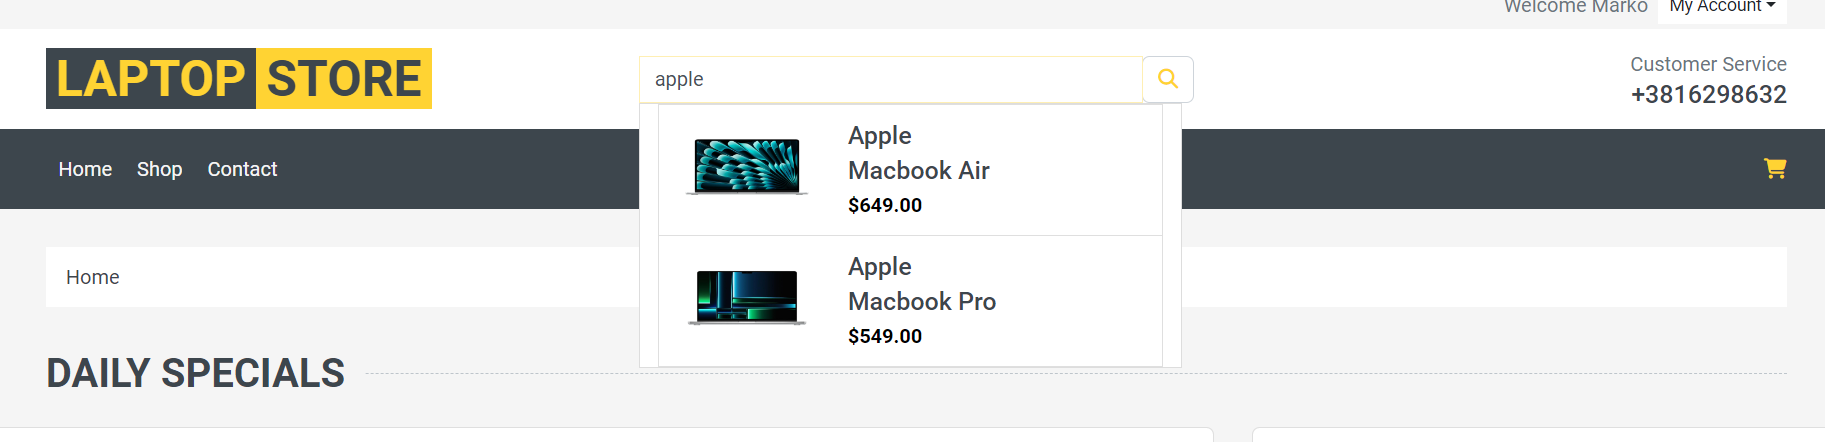 Welcome Marko My Account
LAPTOP STORE
apple
Customer Service
+3816298632
Home Shop Contact
Apple
Macbook Air
$649.00
Home
Apple
Macbook Pro
$549.00
DAILY SPECIALS